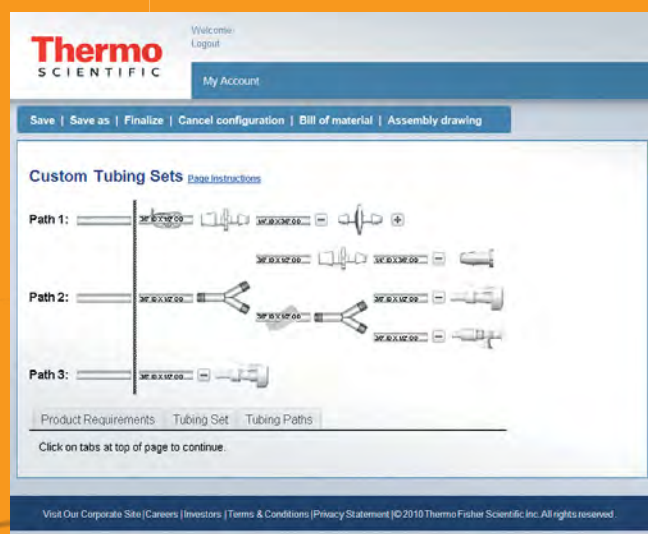 Welcome
Logout
Thermo
SCIENTIFIC
My Account
Save | Save as | Finalize | Cancel configuration | Bill of material | Assembly drawing
Custom Tubing Sets Page Instructions
Path 1:
Path 2:
Path 3:
Product Requirements Tubing Set Tubing Paths
Click on tabs at top of page to continue.
Visit Our Corporate Site | Careers | Investors | Terms & Conditions | Privacy Statement | © 2010 Thermo Fisher Scientific Inc. All rights reserved.